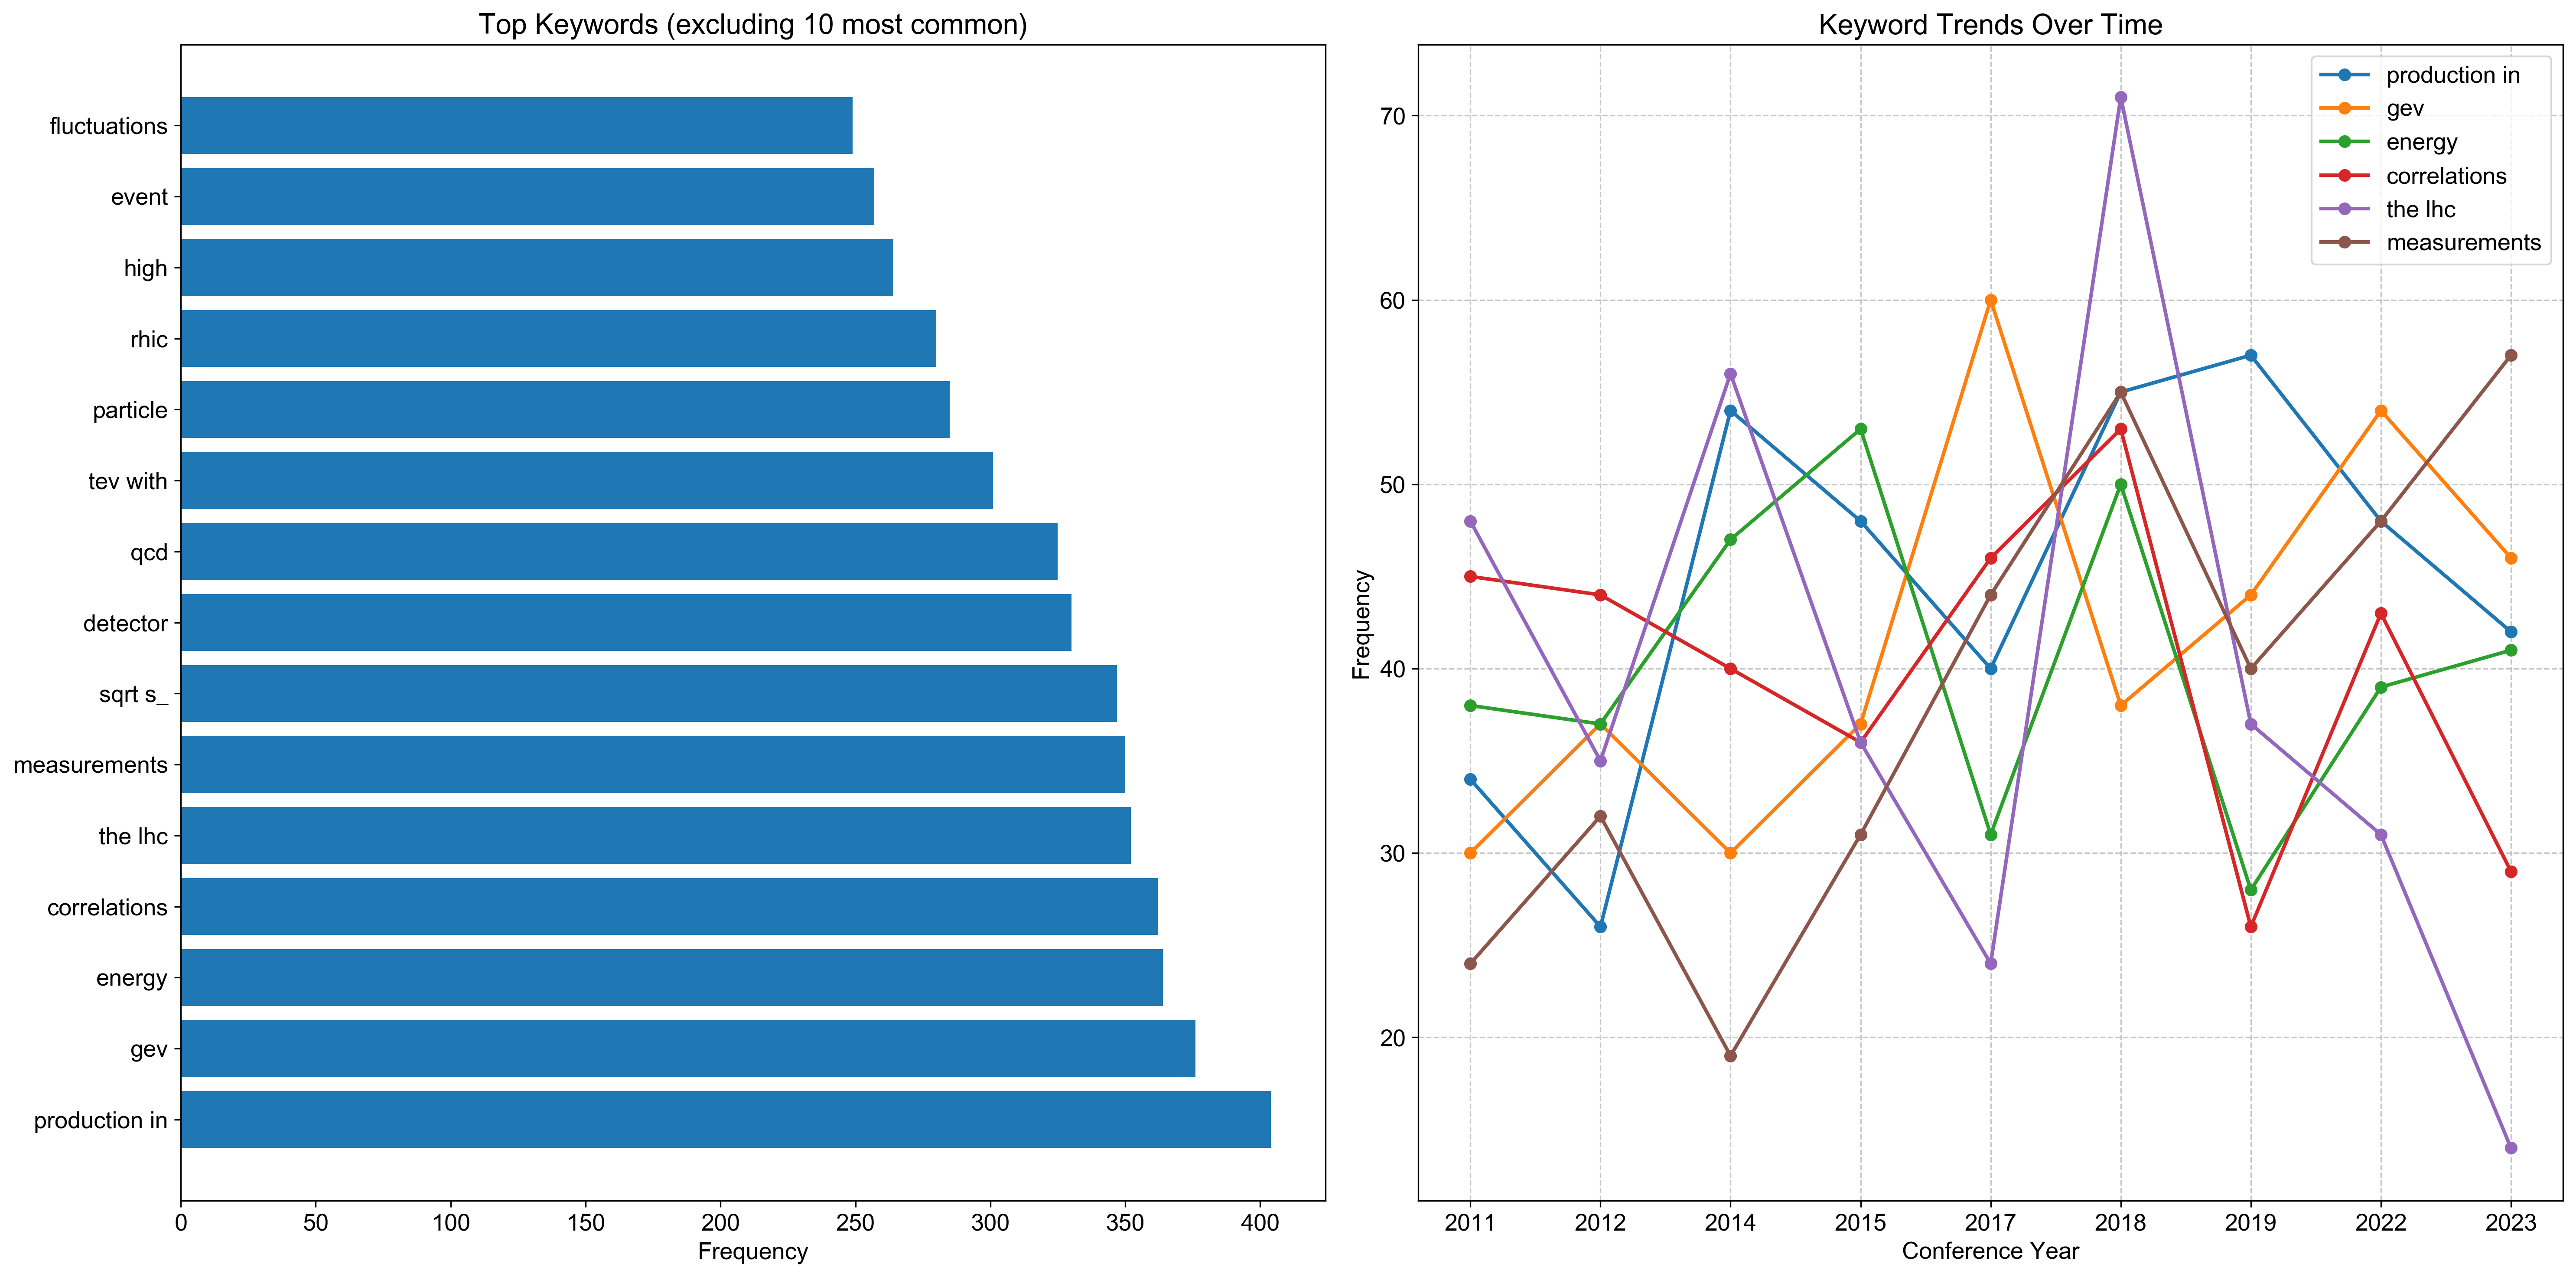 Top Keywords (excluding 10 most common)
fluctuations
event
high
rhic
particle
tev with
qcd
detector
sqrt s_
measurements
the lhc
correlations
energy
gev
production in
0 50 100 150 200 250 300 350 400
Frequency
Keyword Trends Over Time
production in
gev
energy
correlations
the lhc
measurements
70
60
50
40
30
20
Frequency
2011 2012 2014 2015 2017 2018 2019 2022 2023
Conference Year